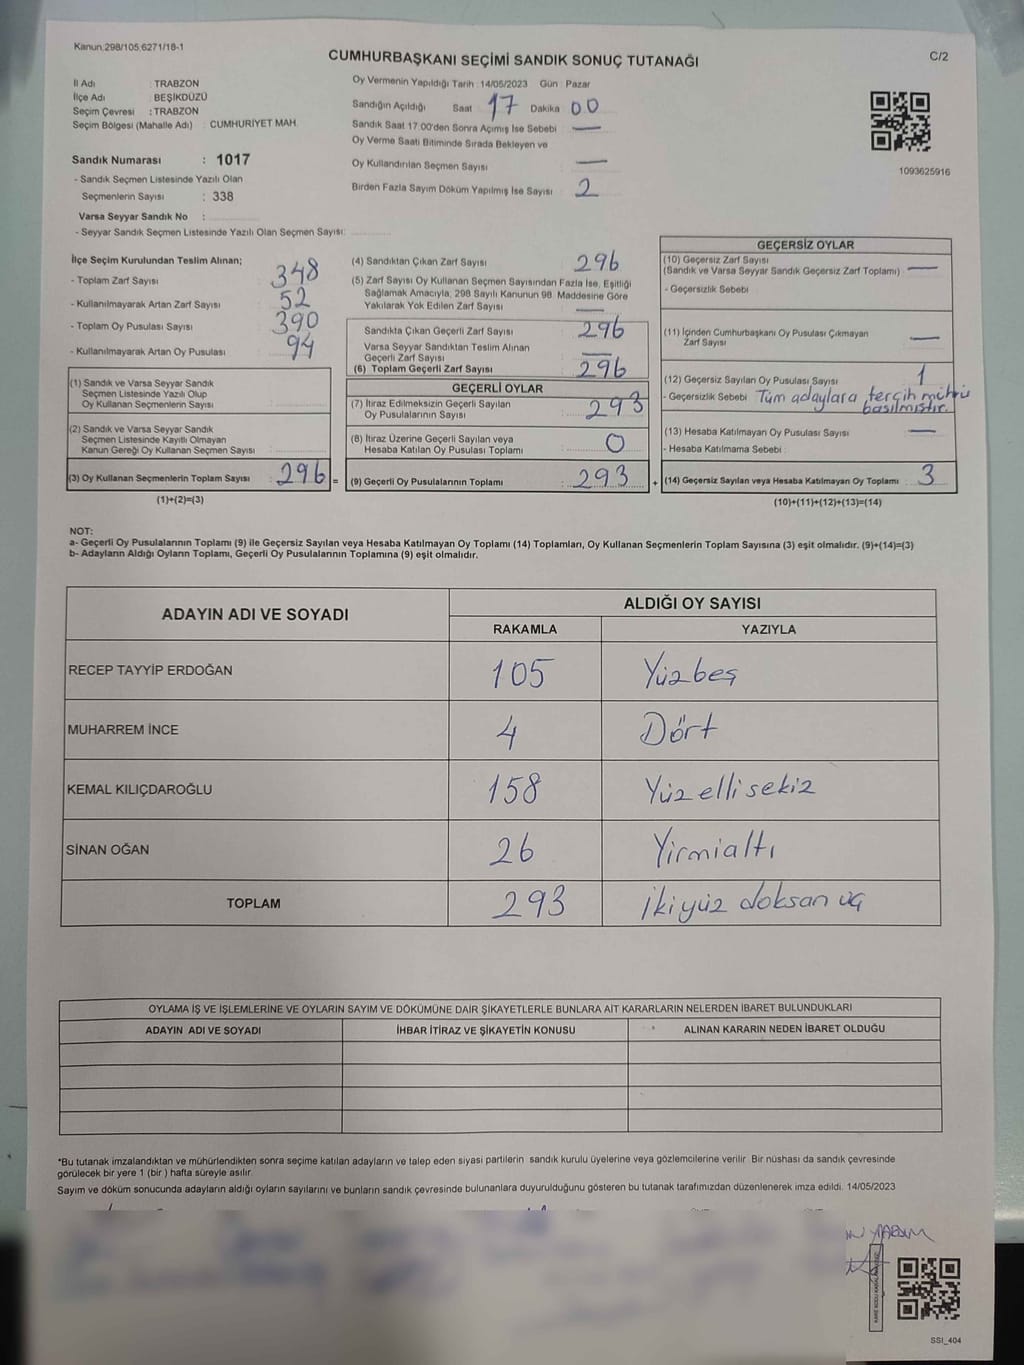 Kanun:298/105;6271/18-1
CUMHURBAŞKANI SEÇİMİ SANDIK SONUÇ TUTANAĞI
C/2
İl Adı : TRABZON
İlçe Adı : BEŞİKDÜZÜ
Seçim Çevresi : TRABZON
Seçim Bölgesi (Mahalle Adı) : CUMHURİYET MAH.
Sandık Numarası : 1017
- Sandık Seçmen Listesinde Yazılı Olan
Seçmenlerin Sayısı : 338
Varsa Seyyar Sandık No :
- Seyyar Sandık Seçmen Listesinde Yazılı Olan Seçmen Sayısı:
Oy Vermenin Yapıldığı Tarih : 14/05/2023 Gün : Pazar
Sandığın Açıldığı Saat 17 Dakika 00
Sandık Saat 17.00'den Sonra Açımış İse Sebebi : —
Oy Verme Saati Bitiminde Sırada Bekleyen ve
Oy Kullandırılan Seçmen Sayısı : —
Birden Fazla Sayım Döküm Yapılmış İse Sayısı : 2
1093625916
İlçe Seçim Kurulundan Teslim Alınan;
- Toplam Zarf Sayısı : 348
- Kullanılmayarak Artan Zarf Sayısı : 52
- Toplam Oy Pusulası Sayısı : 390
- Kullanılmayarak Artan Oy Pusulası : 94
(1) Sandık ve Varsa Seyyar Sandık
Seçmen Listesinde Yazılı Olup
Oy Kullanan Seçmenlerin Sayısı :
(2) Sandık ve Varsa Seyyar Sandık
Seçmen Listesinde Kayıtlı Olmayan
Kanun Gereği Oy Kullanan Seçmen Sayısı :
(3) Oy Kullanan Seçmenlerin Toplam Sayısı : 296 =
(1)+(2)=(3)
(4) Sandıktan Çıkan Zarf Sayısı : 296
(5) Zarf Sayısı Oy Kullanan Seçmen Sayısından Fazla İse, Eşitliği
Sağlamak Amacıyla, 298 Sayılı Kanunun 98. Maddesine Göre
Yakılarak Yok Edilen Zarf Sayısı : —
Sandıkta Çıkan Geçerli Zarf Sayısı : 296
Varsa Seyyar Sandıktan Teslim Alınan
Geçerli Zarf Sayısı : —
(6) Toplam Geçerli Zarf Sayısı : 296
GEÇERLİ OYLAR
(7) İtiraz Edilmeksizin Geçerli Sayılan
Oy Pusulalarının Sayısı : 293
(8) İtiraz Üzerine Geçerli Sayılan veya
Hesaba Katılan Oy Pusulası Toplamı : 0
(9) Geçerli Oy Pusulalarının Toplamı : 293 +
GEÇERSİZ OYLAR
(10) Geçersiz Zarf Sayısı
(Sandık ve Varsa Seyyar Sandık Geçersiz Zarf Toplamı) : —
- Geçersizlik Sebebi :
(11) İçinden Cumhurbaşkanı Oy Pusulası Çıkmayan
Zarf Sayısı : —
(12) Geçersiz Sayılan Oy Pusulası Sayısı : 1
- Geçersizlik Sebebi : Tüm adaylara tercih mührü
basılmıştır.
(13) Hesaba Katılmayan Oy Pusulası Sayısı : —
- Hesaba Katılmama Sebebi :
(14) Geçersiz Sayılan veya Hesaba Katılmayan Oy Toplamı : 3
(10)+(11)+(12)+(13)=(14)
NOT:
a- Geçerli Oy Pusulalarının Toplamı (9) ile Geçersiz Sayılan veya Hesaba Katılmayan Oy Toplamı (14) Toplamları, Oy Kullanan Seçmenlerin Toplam Sayısına (3) eşit olmalıdır. (9)+(14)=(3)
b- Adayların Aldığı Oyların Toplamı, Geçerli Oy Pusulalarının Toplamına (9) eşit olmalıdır.
ADAYIN ADI VE SOYADI
ALDIĞI OY SAYISI
RAKAMLA YAZIYLA
RECEP TAYYİP ERDOĞAN 105 Yüzbeş
MUHARREM İNCE 4 Dört
KEMAL KILIÇDAROĞLU 158 Yüz elli sekiz
SİNAN OĞAN 26 Yirmialtı
TOPLAM 293 ikiyüz doksan üç
OYLAMA İŞ VE İŞLEMLERİNE VE OYLARIN SAYIM VE DÖKÜMÜNE DAİR ŞİKAYETLERLE BUNLARA AİT KARARLARIN NELERDEN İBARET BULUNDUKLARI
ADAYIN ADI VE SOYADI İHBAR İTİRAZ VE ŞİKAYETİN KONUSU ALINAN KARARIN NEDEN İBARET OLDUĞU
*Bu tutanak imzalandıktan ve mühürlendikten sonra seçime katılan adayların ve talep eden siyasi partilerin sandık kurulu üyelerine veya gözlemcilerine verilir. Bir nüshası da sandık çevresinde
görülecek bir yere 1 (bir ) hafta süreyle asılır.
Sayım ve döküm sonucunda adayların aldığı oyların sayılarını ve bunların sandık çevresinde bulunanlara duyurulduğunu gösteren bu tutanak tarafımızdan düzenlenerek imza edildi. 14/05/2023
SSI_404